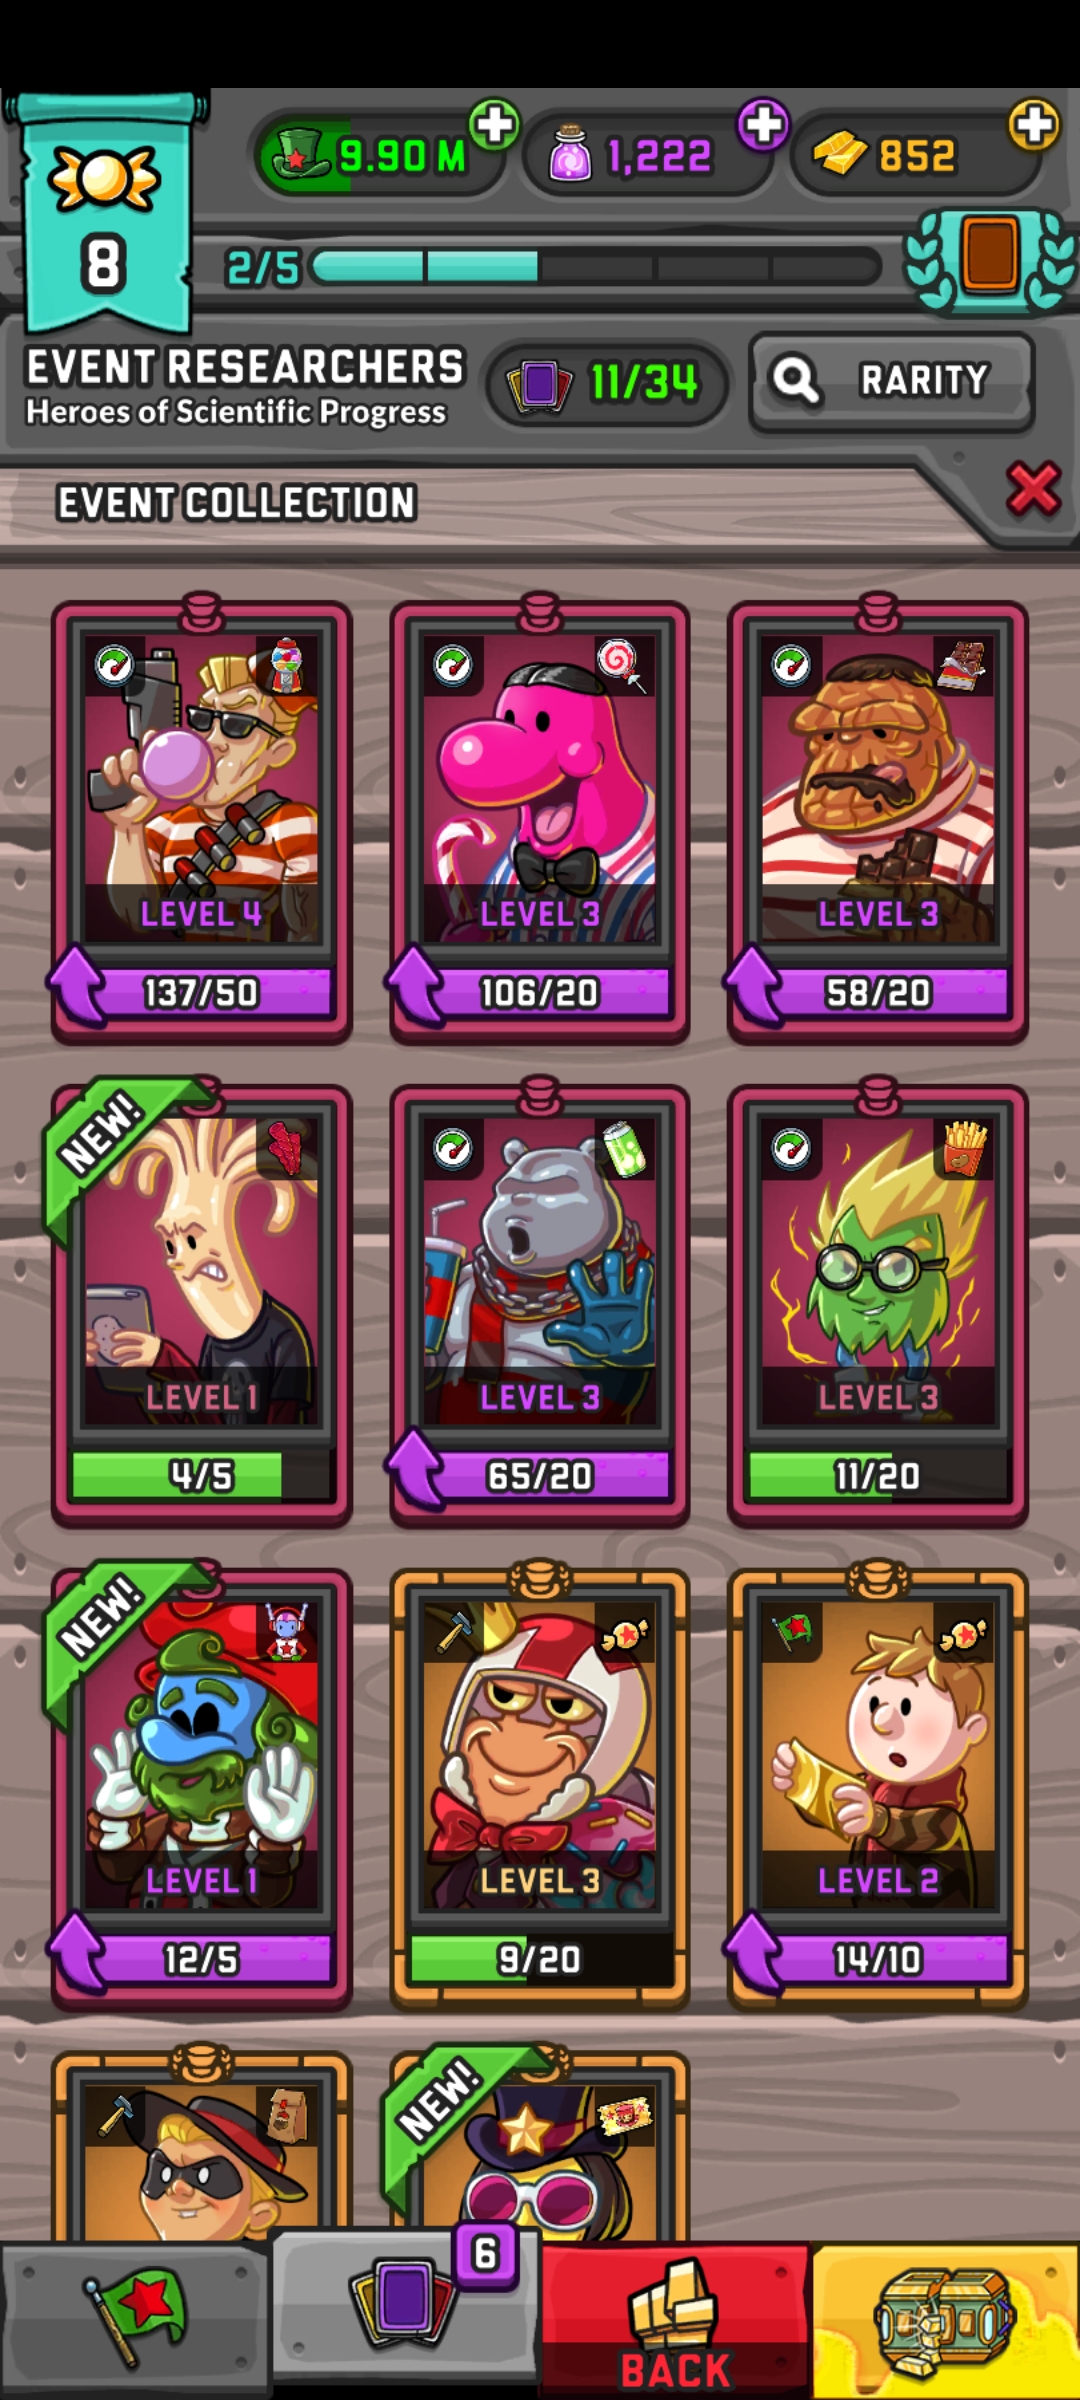 9.90 M 1,222 852
8
2/5
EVENT RESEARCHERS
Heroes of Scientific Progress
11/34
RARITY
EVENT COLLECTION
LEVEL 4 LEVEL 3 LEVEL 3
137/50 106/20 58/20
NEW!
LEVEL 1 LEVEL 3 LEVEL 3
4/5 65/20 11/20
NEW!
LEVEL 1 LEVEL 3 LEVEL 2
12/5 9/20 14/10
NEW!
6
BACK